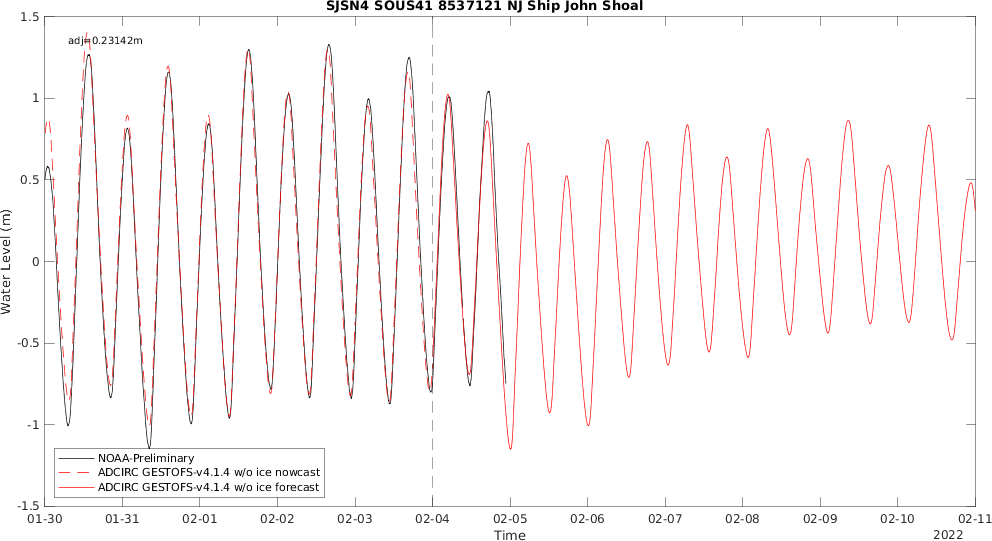 SJSN4 SOUS41 8537121 NJ Ship John Shoal
adj=0.23142m
1.5
1
0.5
0
-0.5
-1
-1.5
Water Level (m)
NOAA-Preliminary
ADCIRC GESTOFS-v4.1.4 w/o ice nowcast
ADCIRC GESTOFS-v4.1.4 w/o ice forecast
01-30 01-31 02-01 02-02 02-03 02-04 02-05 02-06 02-07 02-08 02-09 02-10 02-11
Time
2022